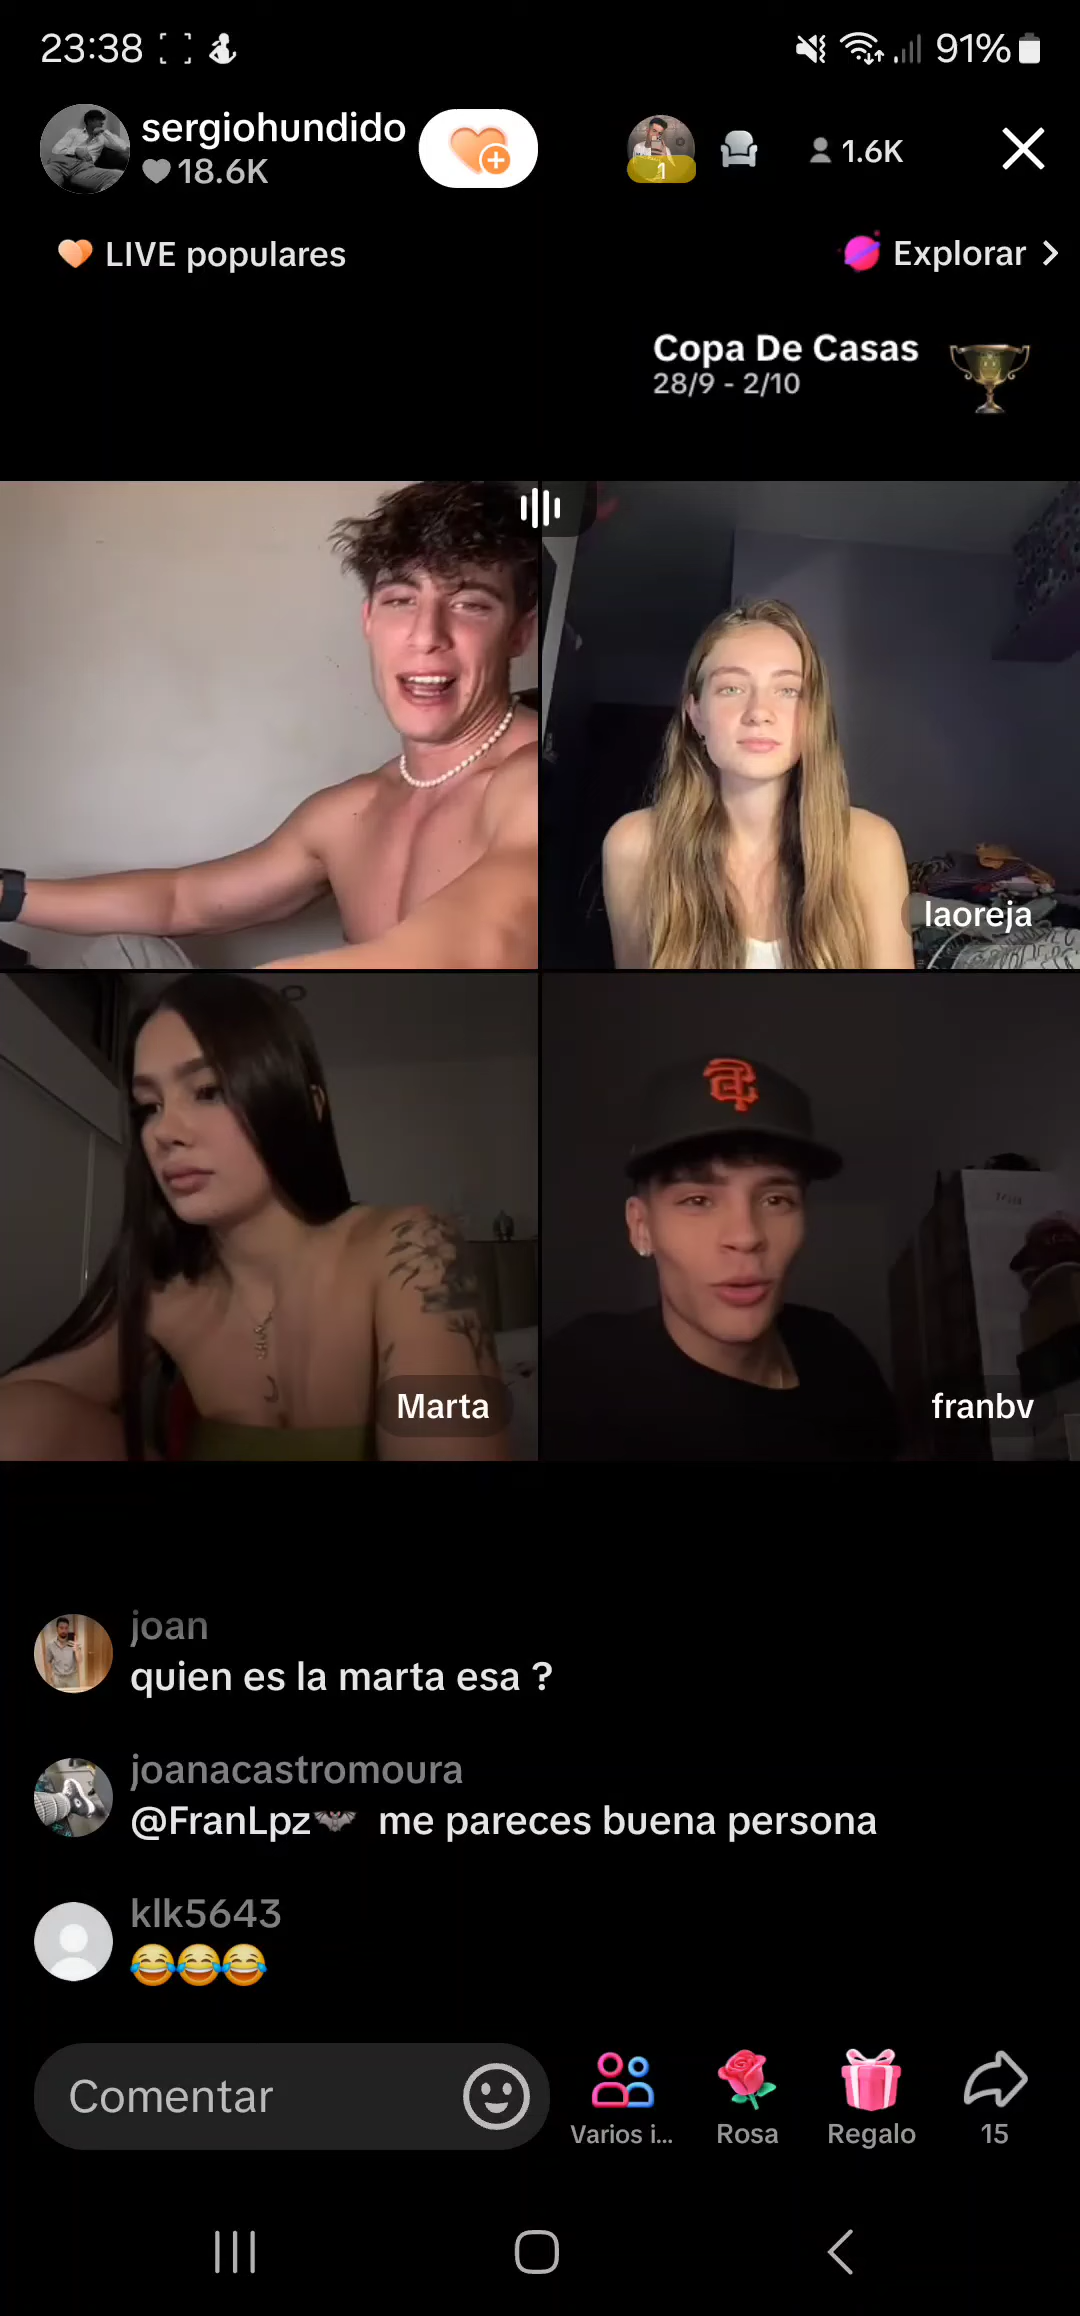 23:38
91%
sergiohundido
18.6K
1
1.6K
LIVE populares
Explorar
Copa De Casas
28/9 - 2/10
laoreja
Marta
franbv
joan
quien es la marta esa ?
joanacastromoura
@FranLpz🦇 me pareces buena persona
klk5643
😂😂😂
Comentar
Varios i...
Rosa
Regalo
15